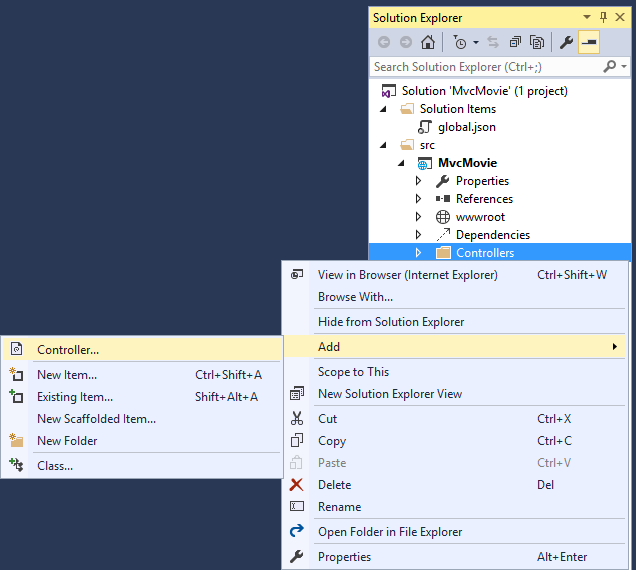 Solution Explorer
Search Solution Explorer (Ctrl+;)
Solution 'MvcMovie' (1 project)
Solution Items
global.json
src
MvcMovie
Properties
References
wwwroot
Dependencies
Controllers
View in Browser (Internet Explorer) Ctrl+Shift+W
Browse With...
Hide from Solution Explorer
Add
Scope to This
New Solution Explorer View
Cut Ctrl+X
Copy Ctrl+C
Paste Ctrl+V
Delete Del
Rename
Open Folder in File Explorer
Properties Alt+Enter
Controller...
New Item... Ctrl+Shift+A
Existing Item... Shift+Alt+A
New Scaffolded Item...
New Folder
Class...